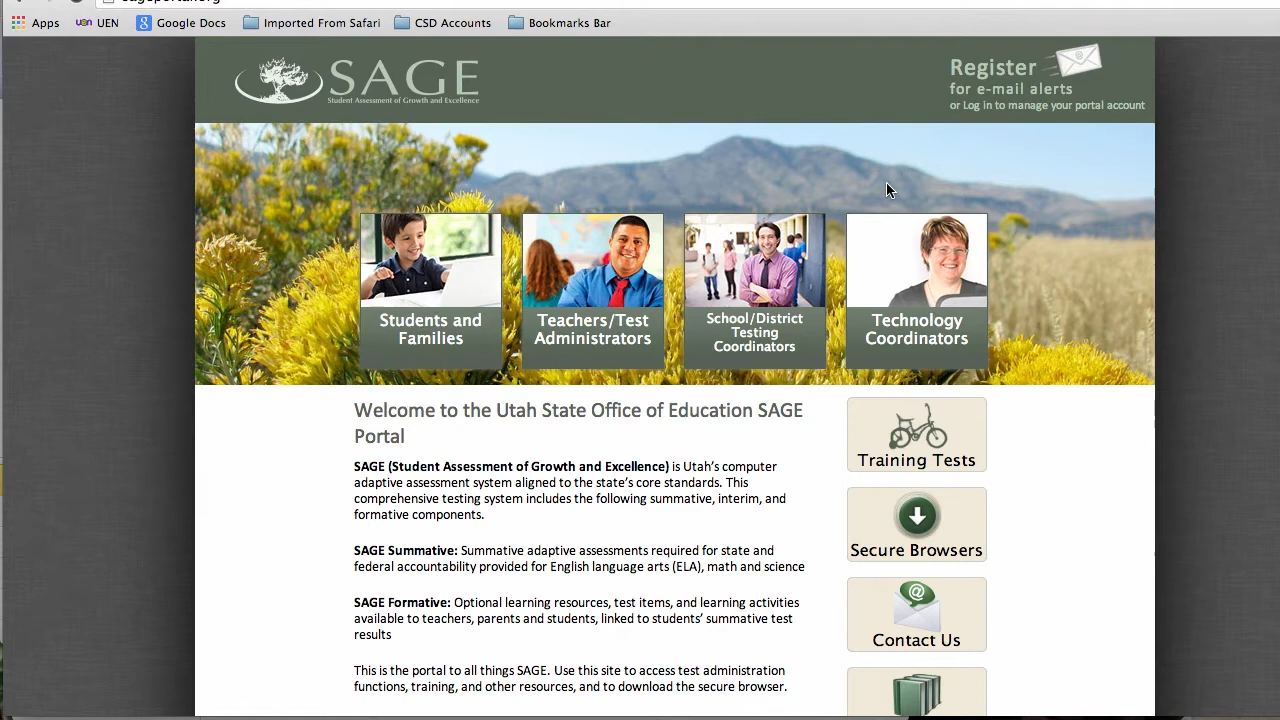 Apps UEN Google Docs Imported From Safari CSD Accounts Bookmarks Bar
SAGE
Student Assessment of Growth and Excellence
Register
for e-mail alerts
or Log in to manage your portal account
Students and
Families
Teachers/Test
Administrators
School/District
Testing
Coordinators
Technology
Coordinators
Welcome to the Utah State Office of Education SAGE
Portal
SAGE (Student Assessment of Growth and Excellence) is Utah's computer
adaptive assessment system aligned to the state's core standards. This
comprehensive testing system includes the following summative, interim, and
formative components.
SAGE Summative: Summative adaptive assessments required for state and
federal accountability provided for English language arts (ELA), math and science
SAGE Formative: Optional learning resources, test items, and learning activities
available to teachers, parents and students, linked to students' summative test
results
This is the portal to all things SAGE. Use this site to access test administration
functions, training, and other resources, and to download the secure browser.
Training Tests
Secure Browsers
Contact Us